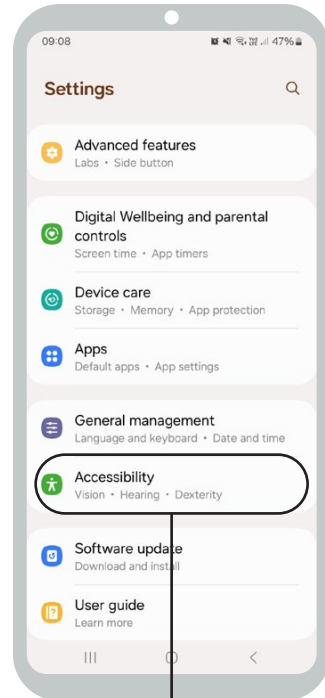 09:08
47%
Settings
Advanced features
Labs • Side button
Digital Wellbeing and parental
controls
Screen time • App timers
Device care
Storage • Memory • App protection
Apps
Default apps • App settings
General management
Language and keyboard • Date and time
Accessibility
Vision • Hearing • Dexterity
Software update
Download and install
User guide
Learn more